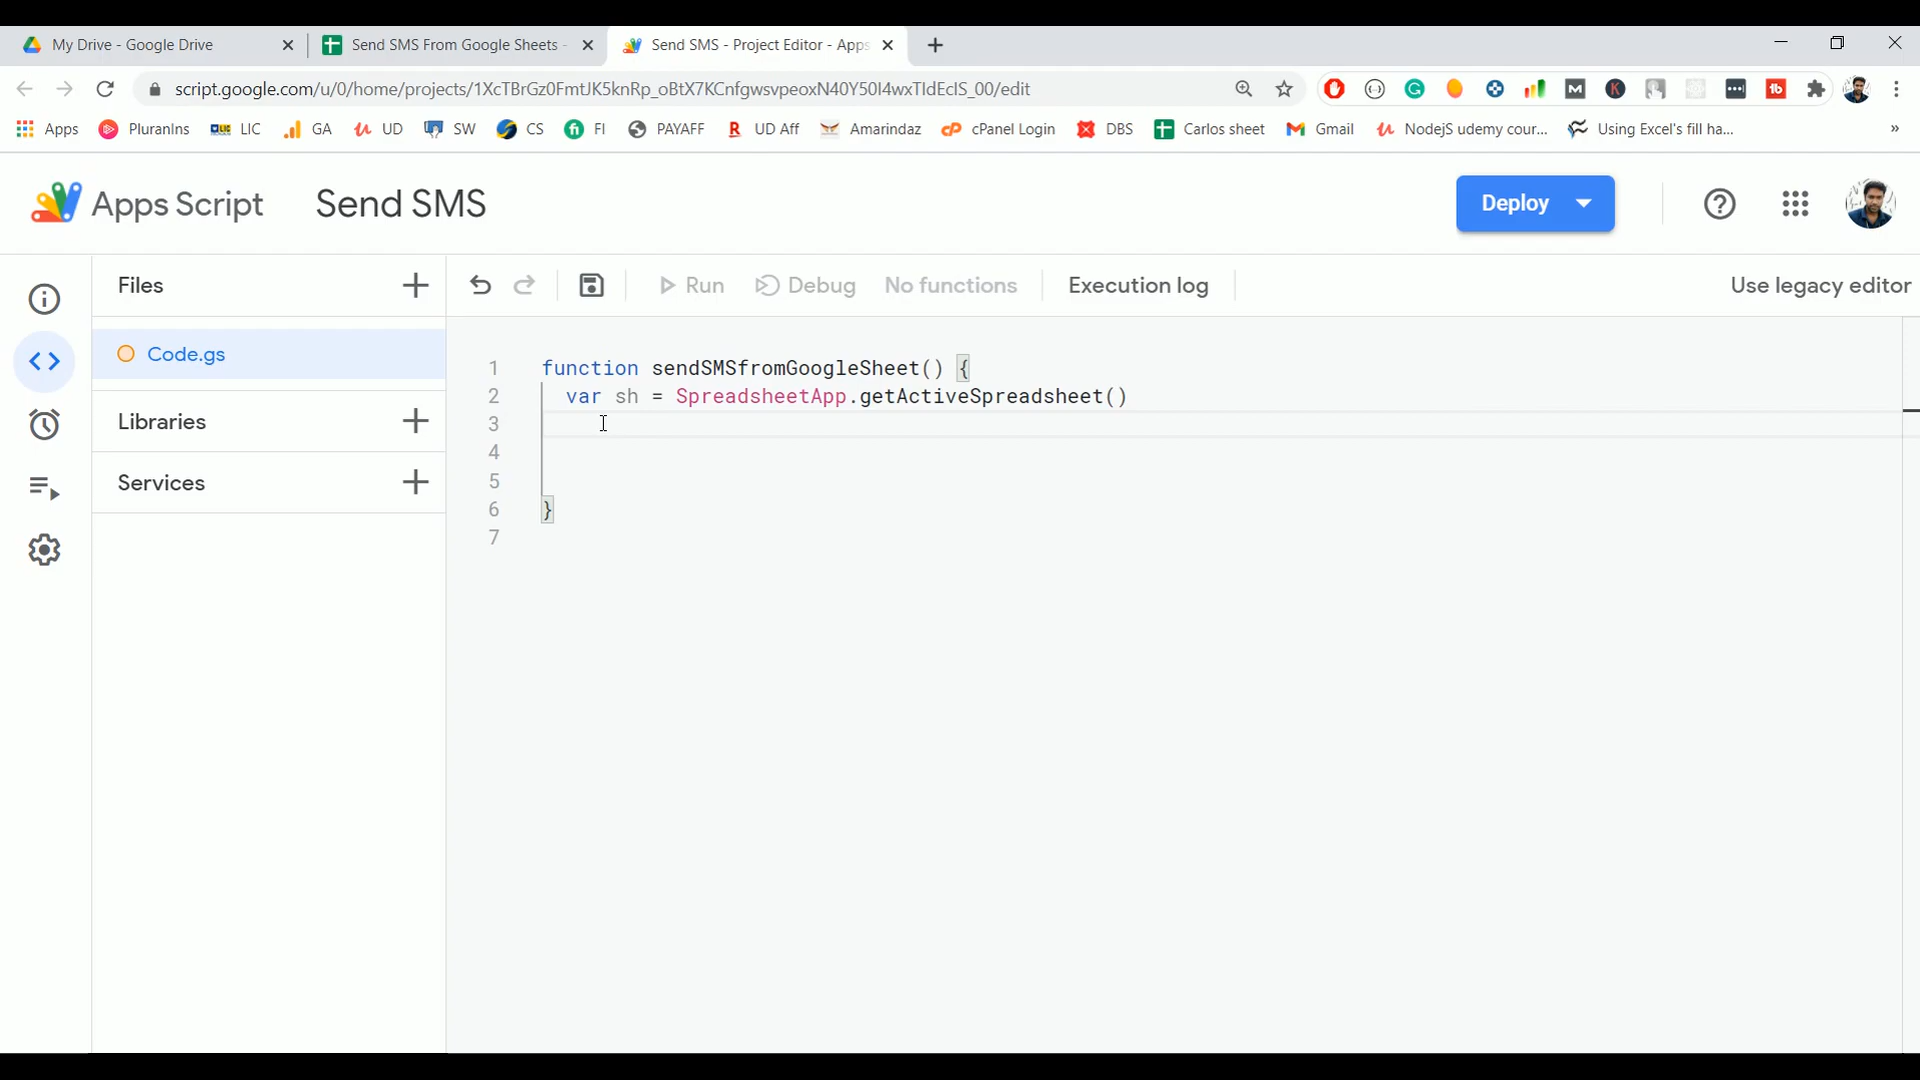 My Drive - Google Drive
Send SMS From Google Sheets -
Send SMS - Project Editor - Apps
script.google.com/u/0/home/projects/1XcTBrGz0FmtJK5knRp_oBtX7KCnfgwsvpeoxN40Y50I4wxTIdEcIS_00/edit
Apps PluranIns LIC GA UD SW CS FI PAYAFF UD Aff Amarindaz cPanel Login DBS Carlos sheet Gmail NodejS udemy cour... Using Excel's fill ha... »
Apps Script Send SMS Deploy
Files
Run Debug No functions Execution log Use legacy editor
Code.gs
Libraries
Services
1 function sendSMSfromGoogleSheet() {
2 var sh = SpreadsheetApp.getActiveSpreadsheet()
3
4
5
6 }
7